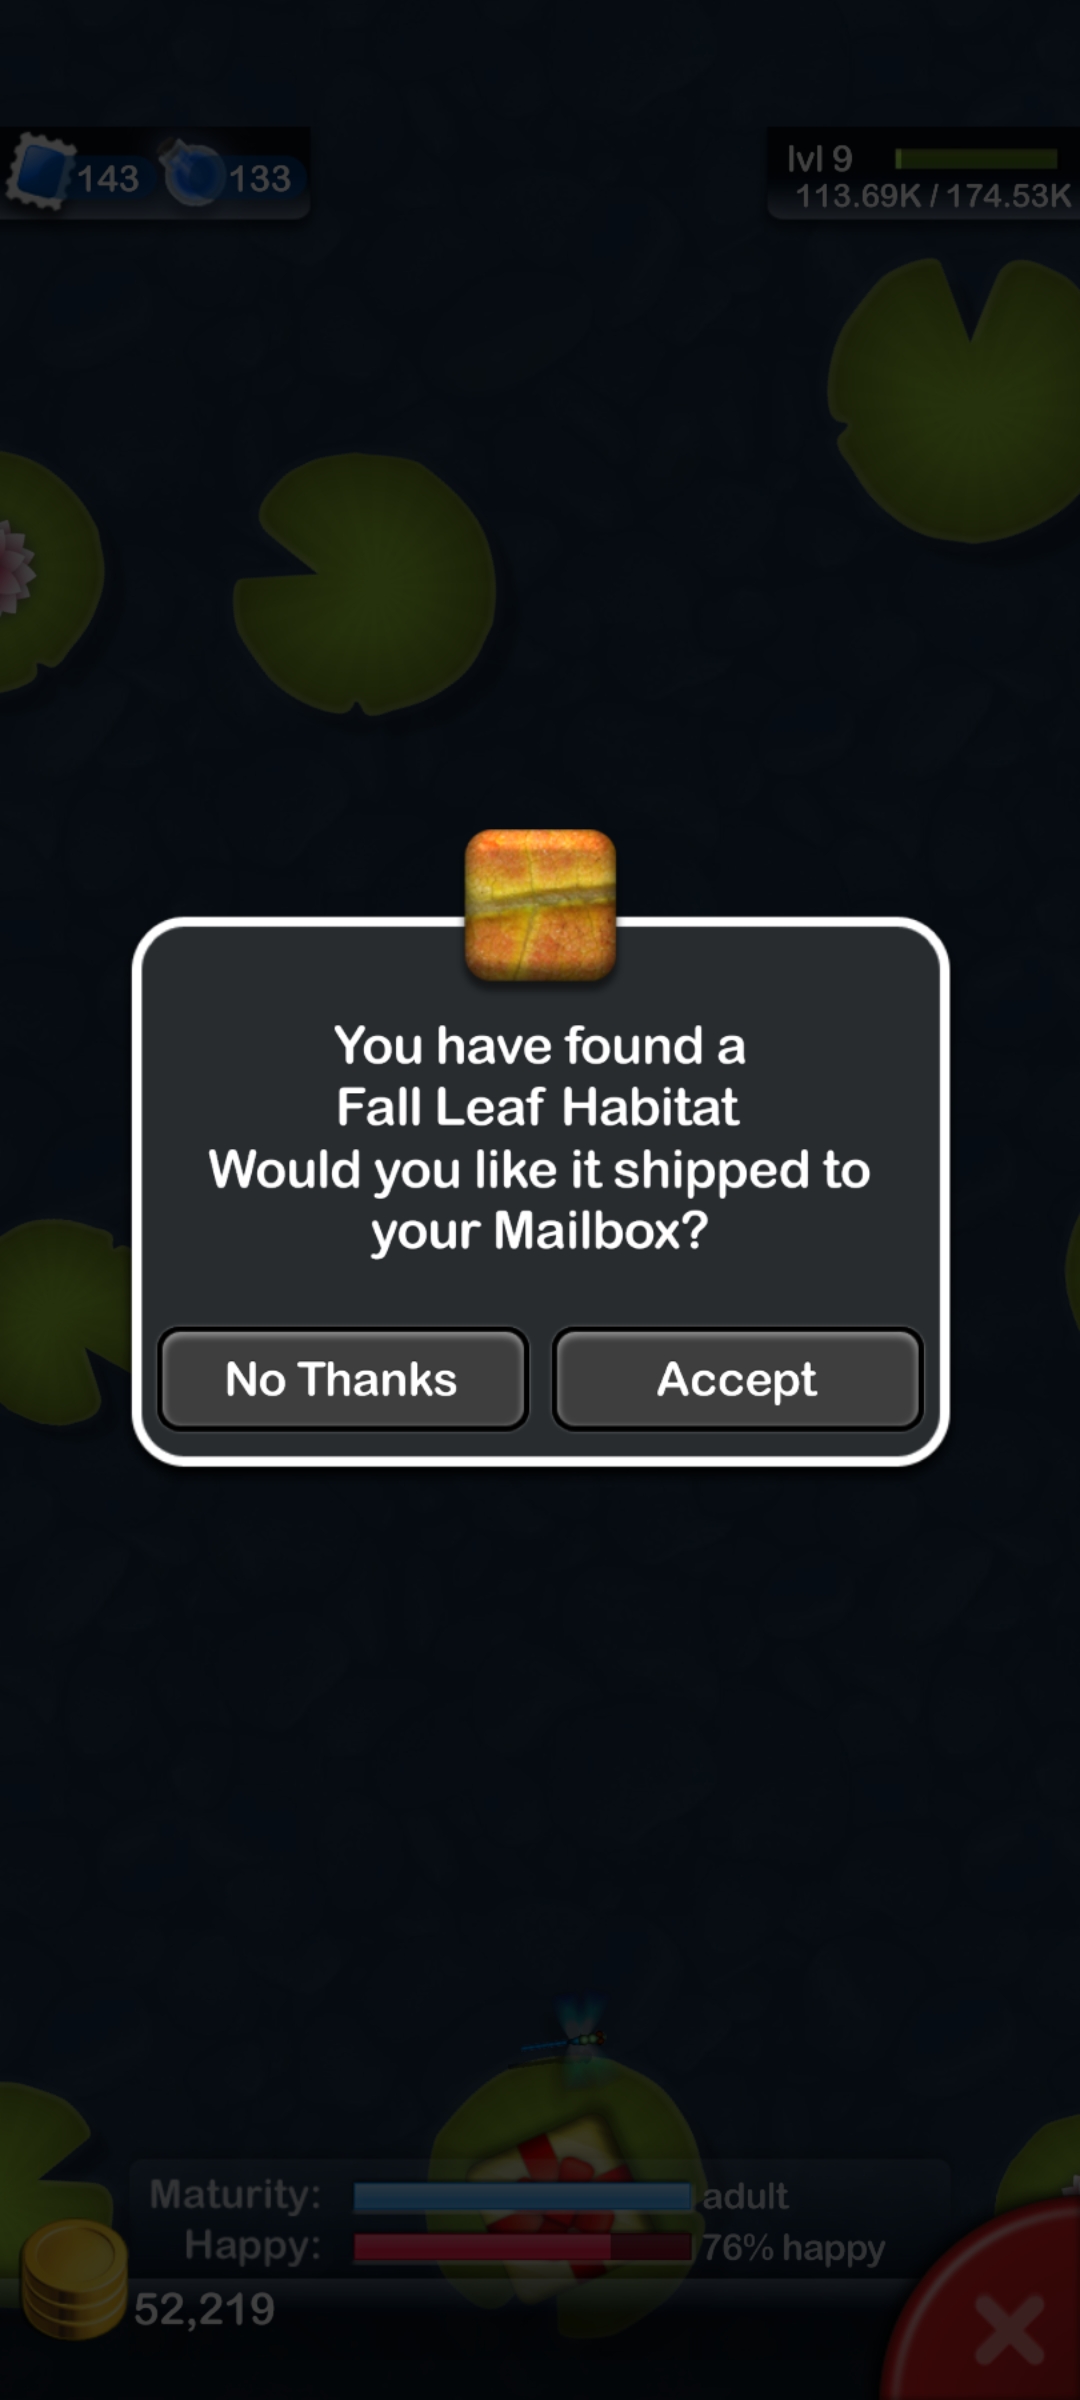 143
133
lvl 9
113.69K / 174.53K
You have found a
Fall Leaf Habitat
Would you like it shipped to
your Mailbox?
No Thanks
Accept
Maturity:
adult
Happy:
76% happy
52,219